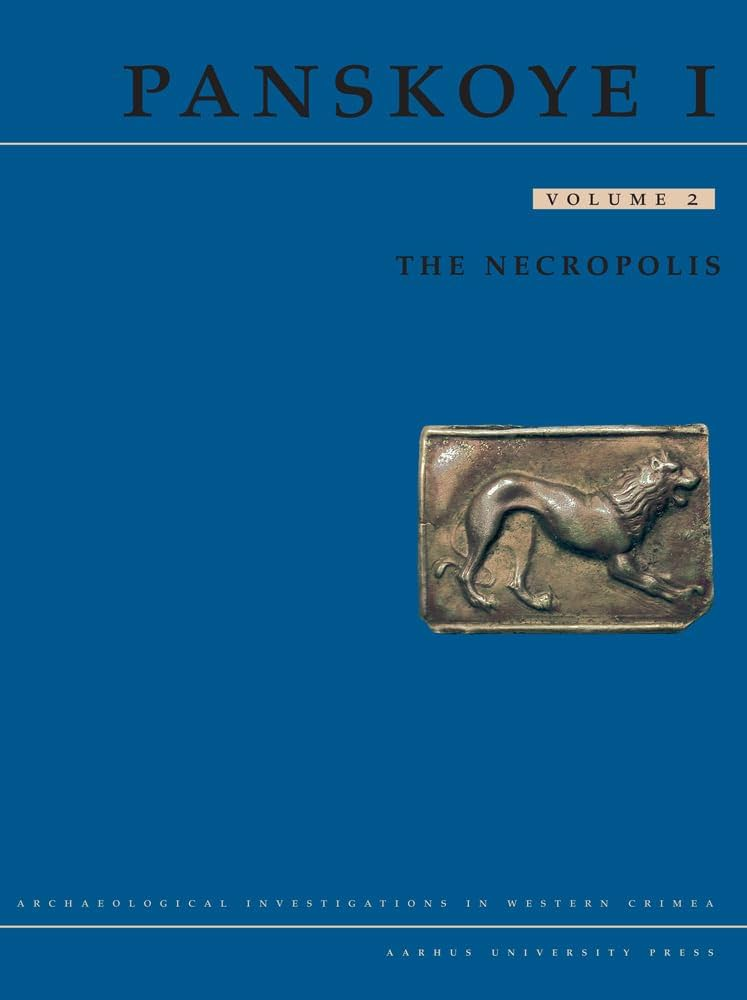 PANSKOYE I
VOLUME 2
THE NECROPOLIS
ARCHAEOLOGICAL INVESTIGATIONS IN WESTERN CRIMEA
AARHUS UNIVERSITY PRESS